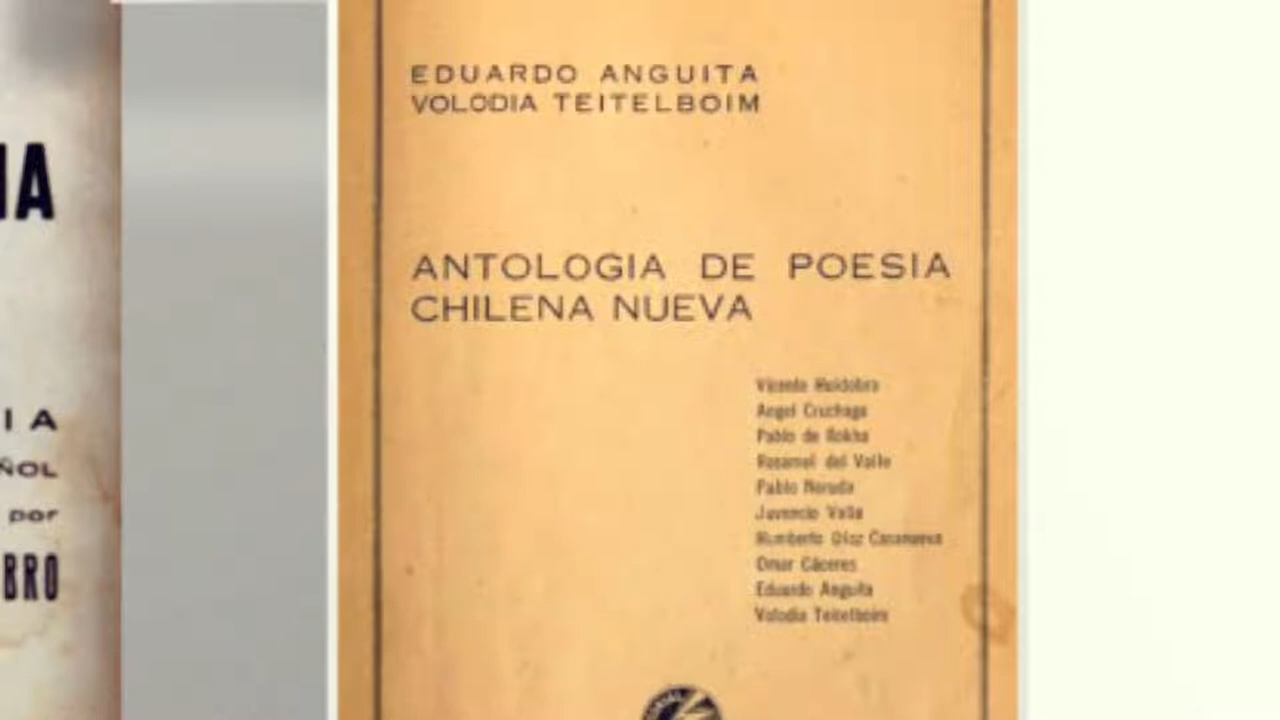 IA
I A
ÑOL
por
BRO
EDUARDO ANGUITA
VOLODIA TEITELBOIM
ANTOLOGIA DE POESIA
CHILENA NUEVA
Vicente Huidobro
Angel Cruchaga
Pablo de Rokha
Rosamel del Valle
Pablo Neruda
Juvencio Valle
Humberto Díaz Casanueva
Omar Cáceres
Eduardo Anguita
Volodia Teitelboim